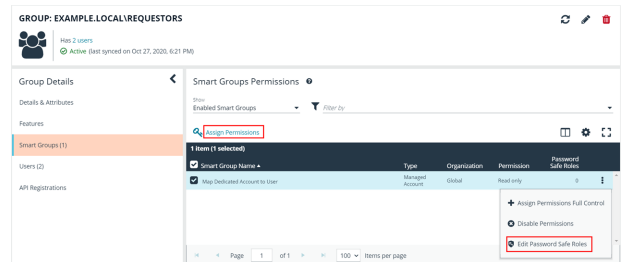 GROUP: EXAMPLE.LOCAL\REQUESTORS
Has 2 users
Active (last synced on Oct 27, 2020, 6:21 PM)
Group Details
Details & Attributes
Features
Smart Groups (1)
Users (2)
API Registrations
Smart Groups Permissions
Show
Enabled Smart Groups
Filter by
Assign Permissions
1 item (1 selected)
Smart Group Name Type Organization Permission Password Safe Roles
Map Dedicated Account to User Managed Account Global Read only 0
Assign Permissions Full Control
Disable Permissions
Edit Password Safe Roles
Page 1 of 1 100 Items per page